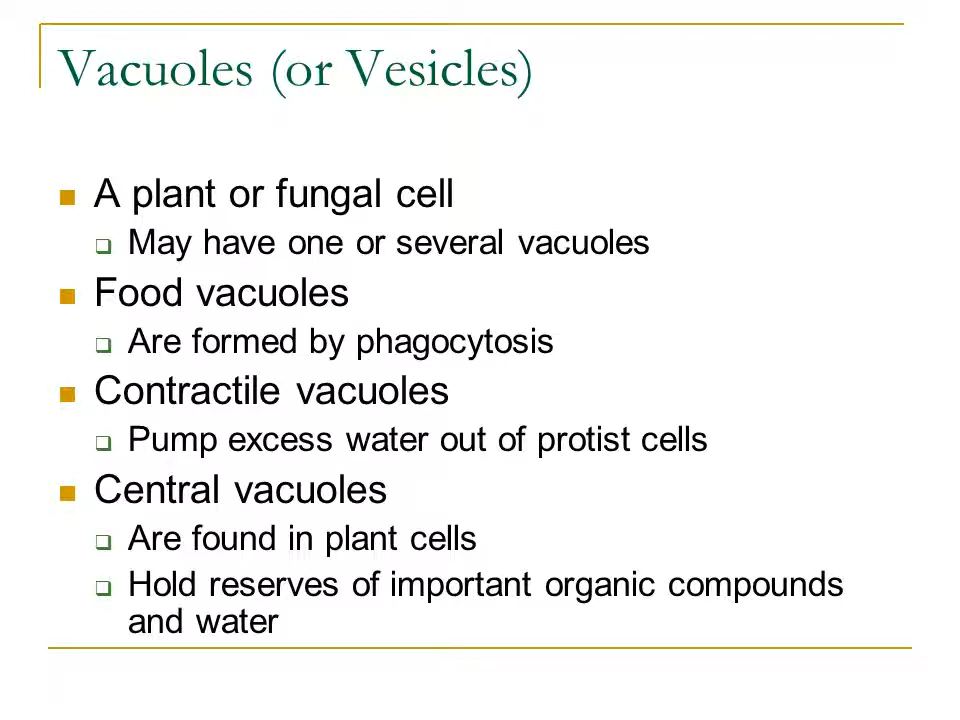 Vacuoles (or Vesicles)
A plant or fungal cell
May have one or several vacuoles
Food vacuoles
Are formed by phagocytosis
Contractile vacuoles
Pump excess water out of protist cells
Central vacuoles
Are found in plant cells
Hold reserves of important organic compounds
and water